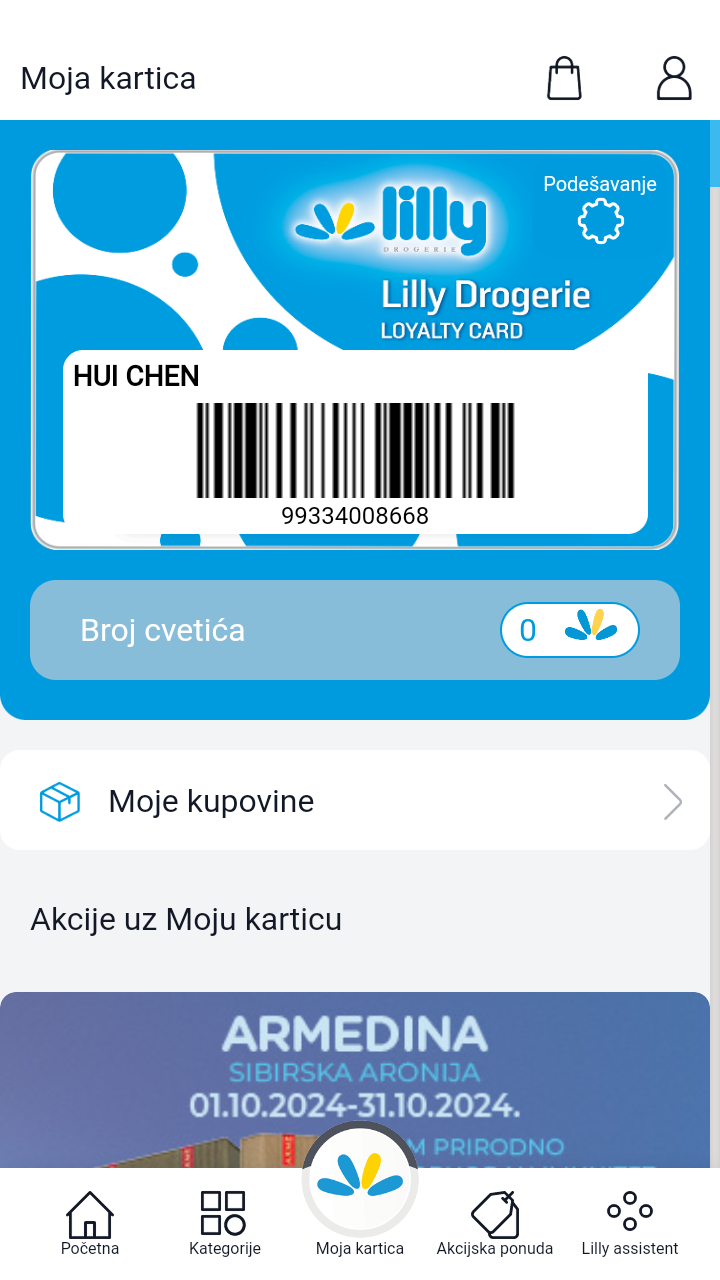 Moja kartica
Podešavanje
lilly
DROGERIE
Lilly Drogerie
LOYALTY CARD
HUI CHEN
99334008668
Broj cvetića
0
Moje kupovine
Akcije uz Moju karticu
ARMEDINA
SIBIRSKA ARONIJA
01.10.2024-31.10.2024.
PRIRODNO
Početna
Kategorije
Moja kartica
Akcijska ponuda
Lilly assistent